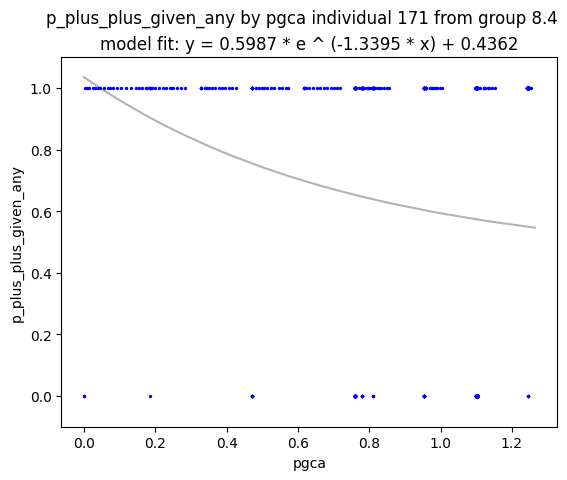 p_plus_plus_given_any by pgca individual 171 from group 8.4
model fit: y = 0.5987 * e ^ (-1.3395 * x) + 0.4362
p_plus_plus_given_any
1.0
0.8
0.6
0.4
0.2
0.0
0.0 0.2 0.4 0.6 0.8 1.0 1.2
pgca